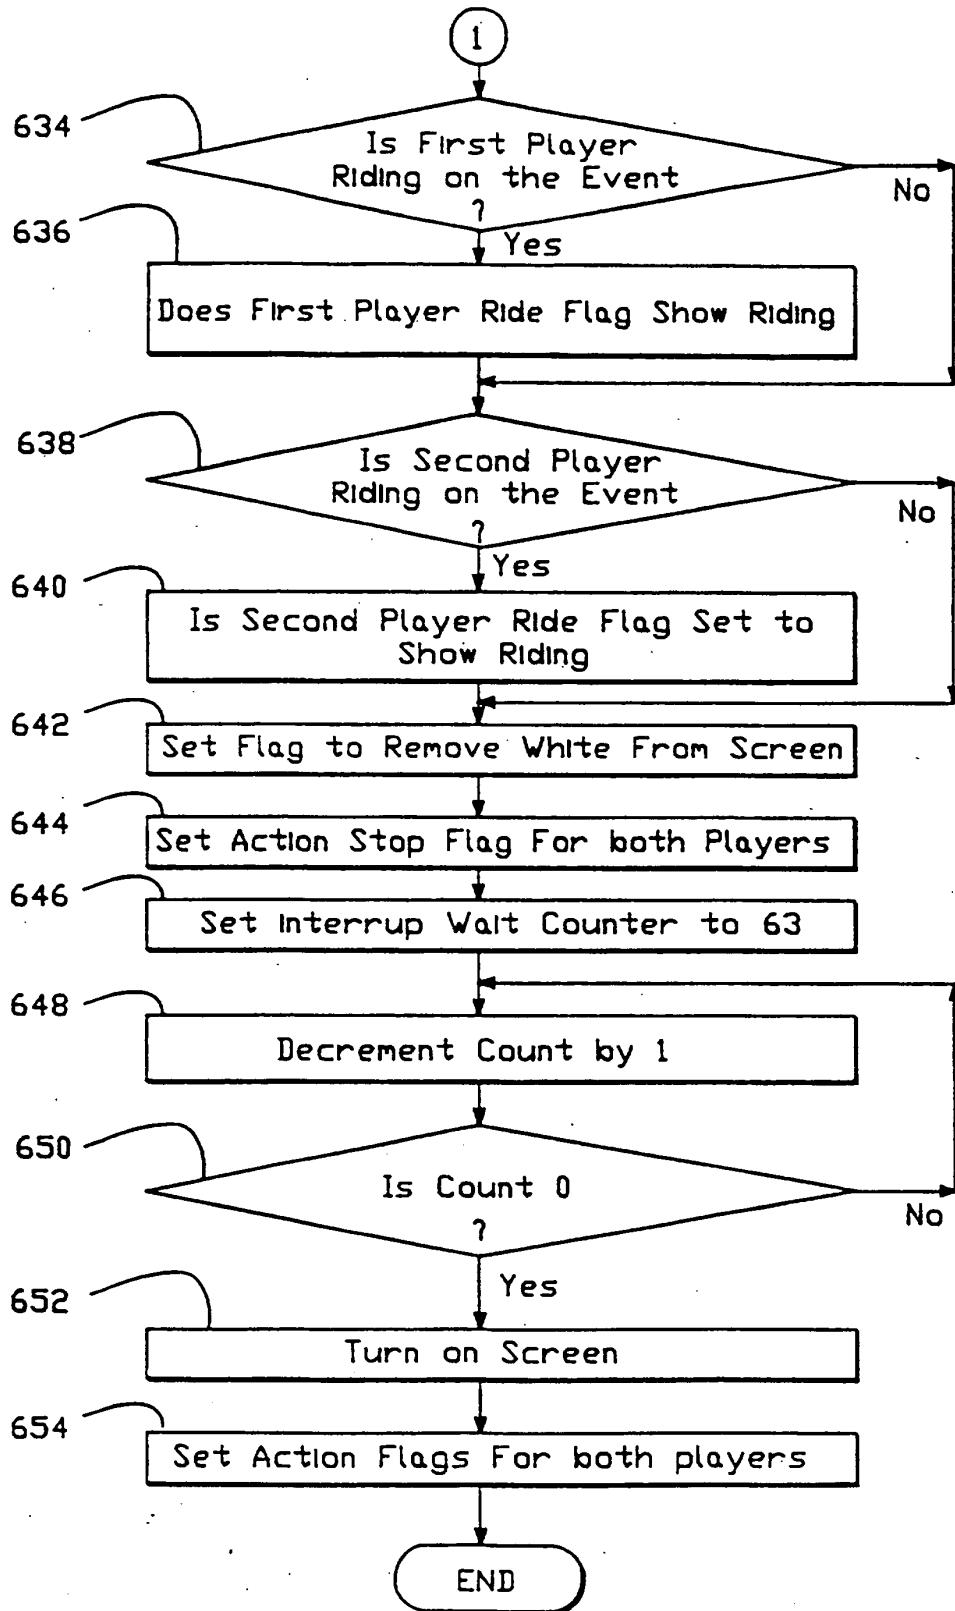 1
634
Is First Player
Riding on the Event
?
No
Yes
636
Does First Player Ride Flag Show Riding
638
Is Second Player
Riding on the Event
?
No
Yes
640
Is Second Player Ride Flag Set to
Show Riding
642
Set Flag to Remove White From Screen
644
Set Action Stop Flag For both Players
646
Set Interrup Wait Counter to 63
648
Decrement Count by 1
650
Is Count 0
?
No
Yes
652
Turn on Screen
654
Set Action Flags For both players
END